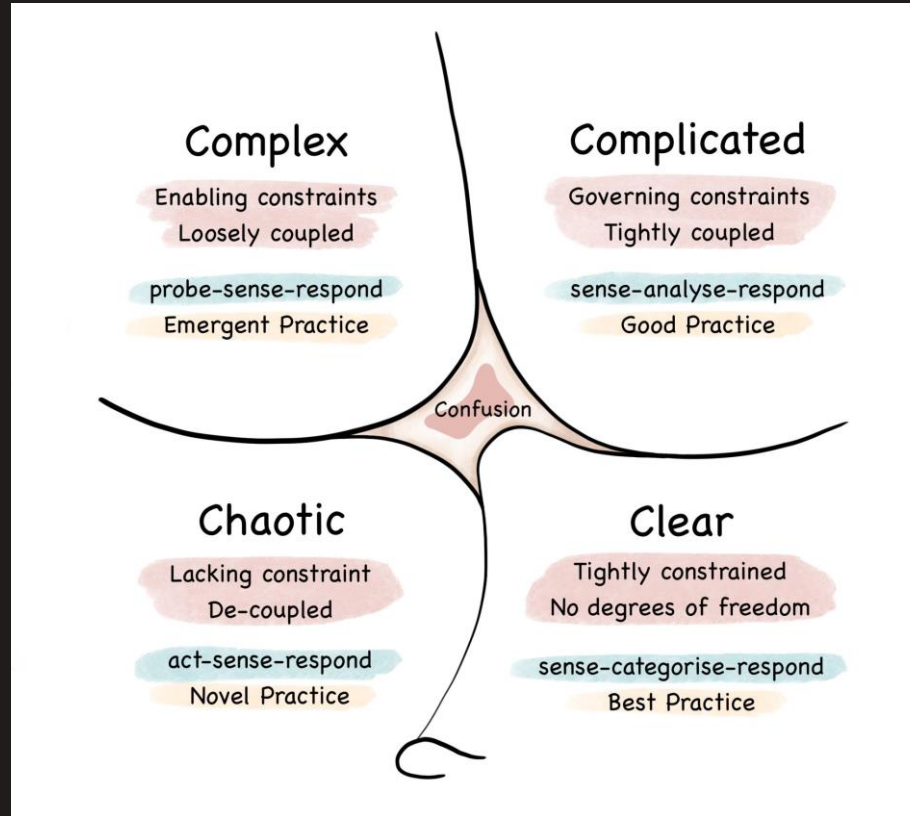 Complex
Enabling constraints
Loosely coupled
probe-sense-respond
Emergent Practice
Complicated
Governing constraints
Tightly coupled
sense-analyse-respond
Good Practice
Confusion
Chaotic
Lacking constraint
De-coupled
act-sense-respond
Novel Practice
Clear
Tightly constrained
No degrees of freedom
sense-categorise-respond
Best Practice